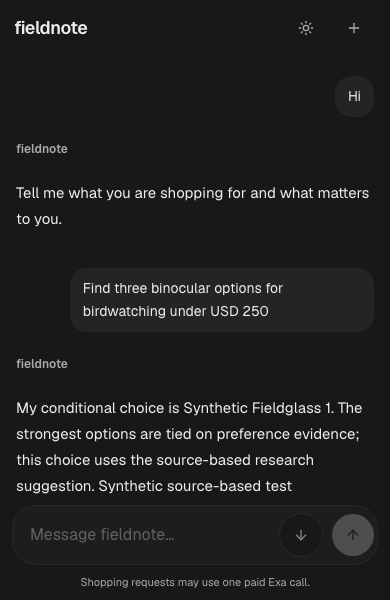 fieldnote
Hi
fieldnote
Tell me what you are shopping for and what matters
to you.
Find three binocular options for
birdwatching under USD 250
fieldnote
My conditional choice is Synthetic Fieldglass 1. The
strongest options are tied on preference evidence;
this choice uses the source-based research
suggestion. Synthetic source-based test
Message fieldnote...
Shopping requests may use one paid Exa call.